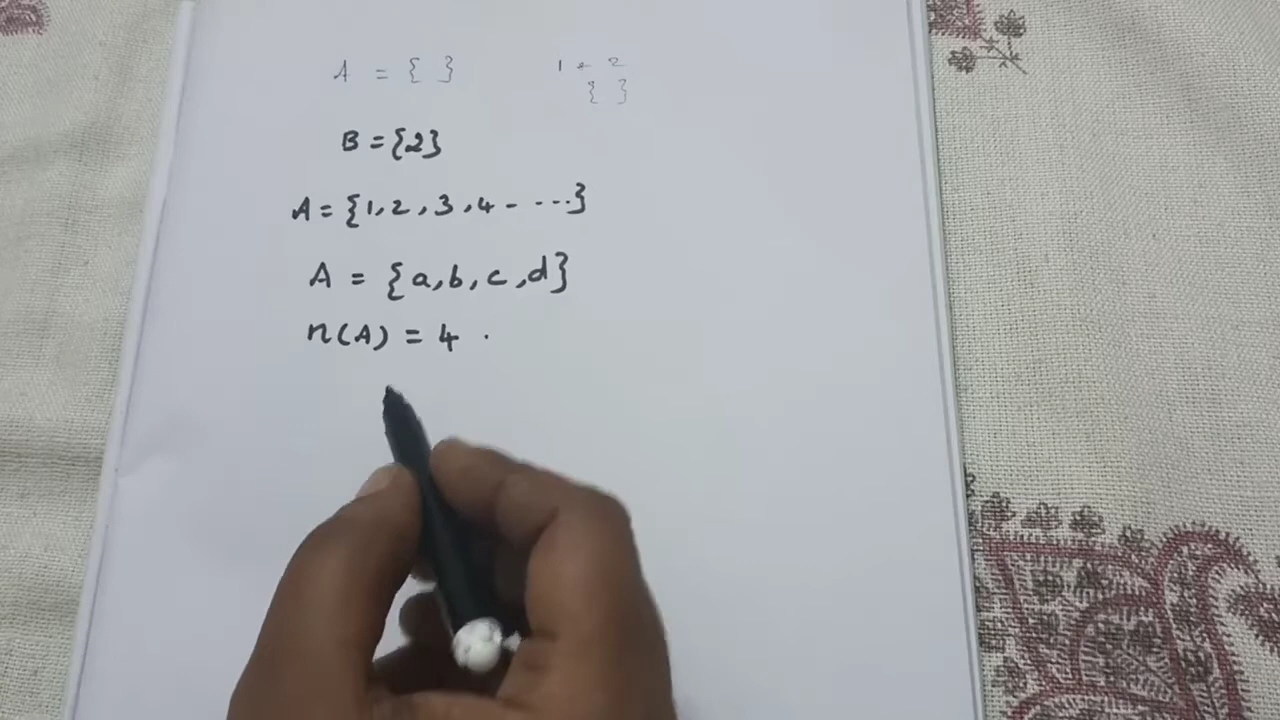 A = { }
1 & 2
{ }
B = {2}
A = {1, 2, 3, 4 - ...}
A = {a, b, c, d}
n(A) = 4 .